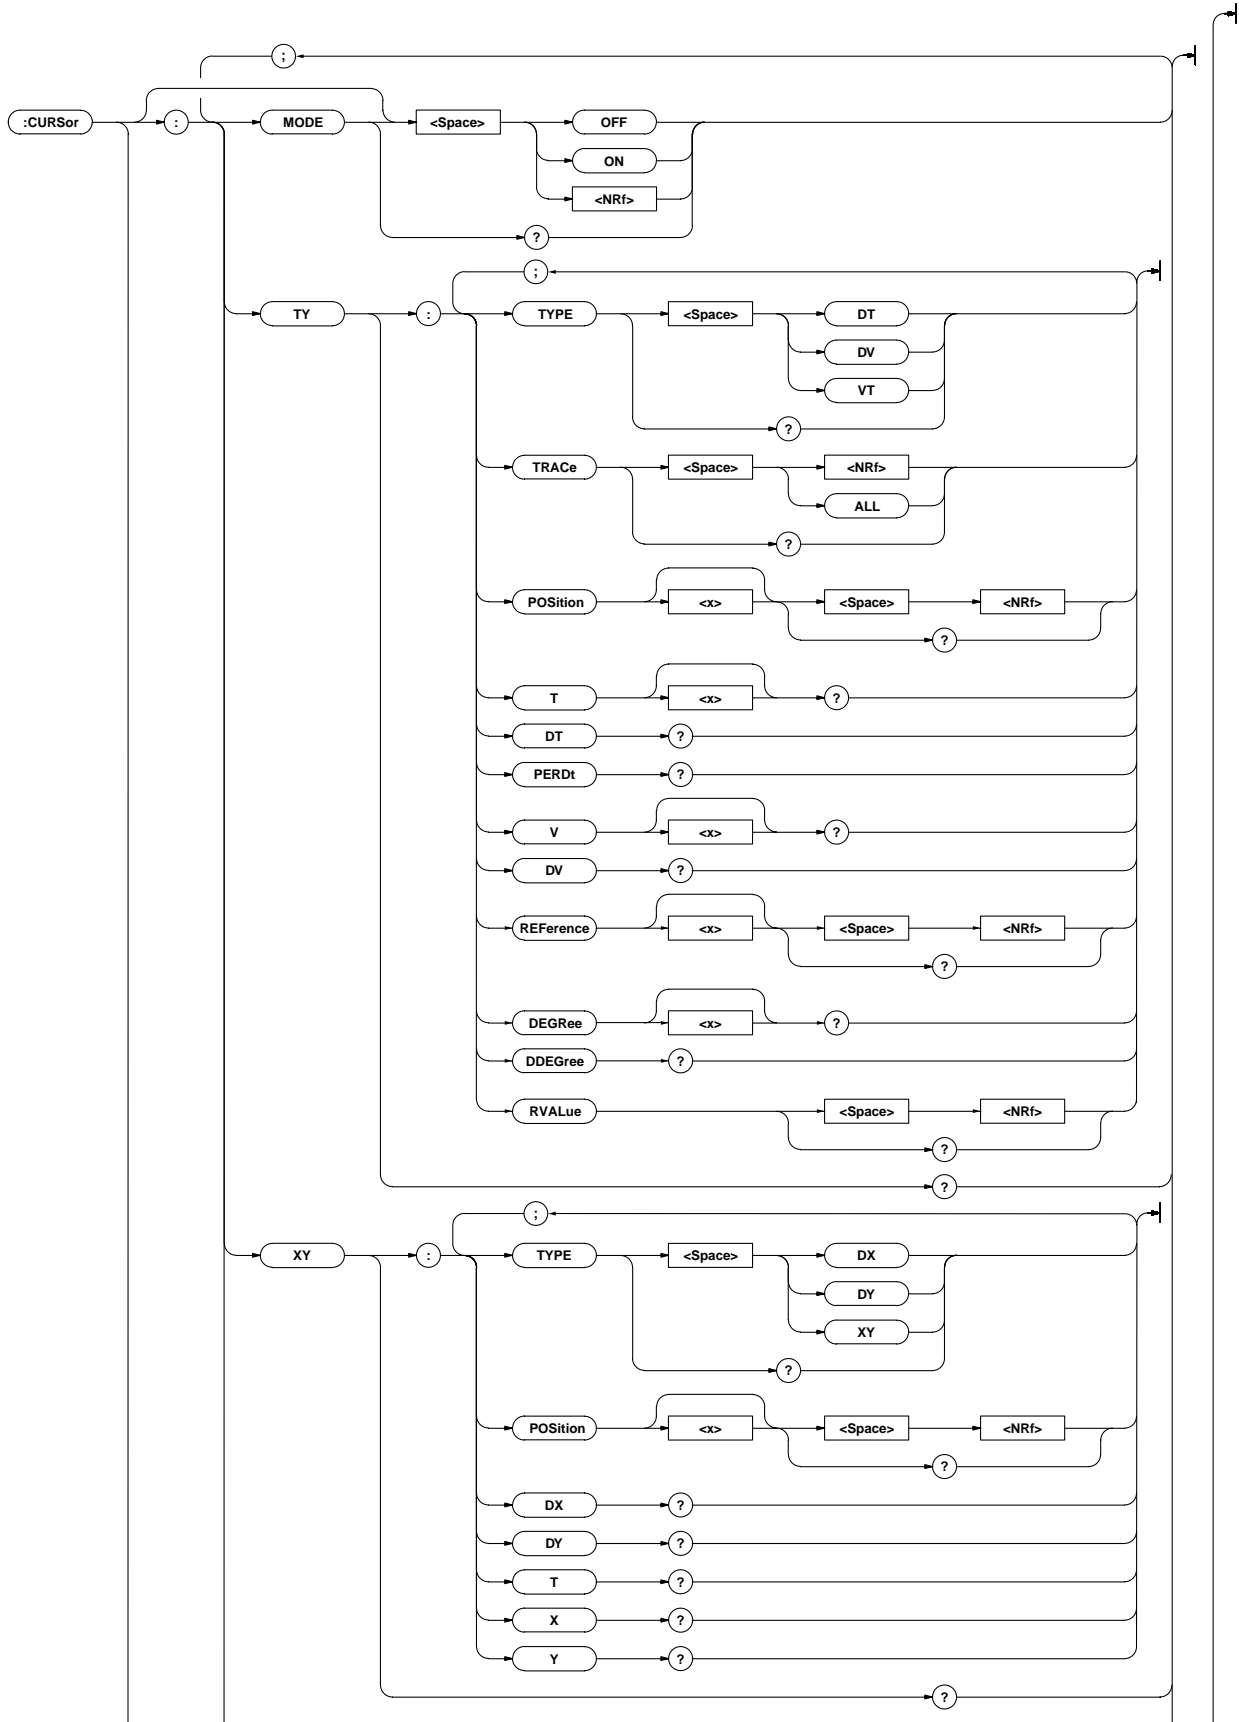 ;
:CURSor : MODE <Space> OFF
ON
<NRf>
?
;
TY : TYPE <Space> DT
DV
VT
?
TRACe <Space> <NRf>
ALL
?
POSition <x> <Space> <NRf>
?
T <x> ?
DT ?
PERDt ?
V <x> ?
DV ?
REFerence <x> <Space> <NRf>
?
DEGRee <x> ?
DDEGree ?
RVALue <Space> <NRf>
?
?
;
XY : TYPE <Space> DX
DY
XY
?
POSition <x> <Space> <NRf>
?
DX ?
DY ?
T ?
X ?
Y ?
?